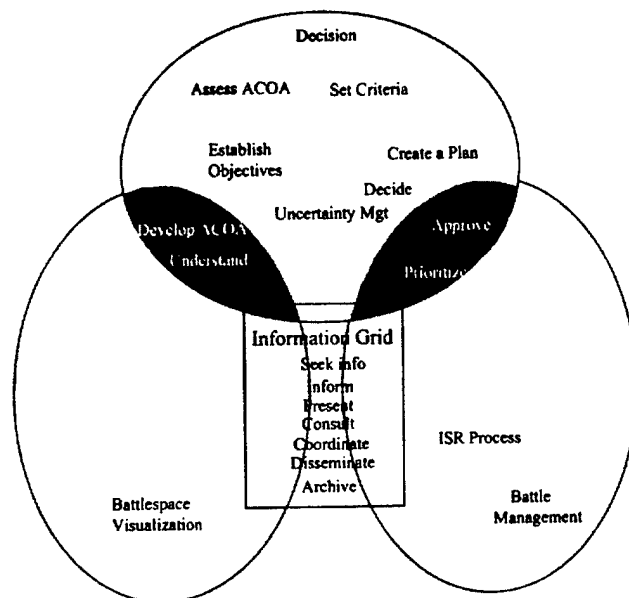 Decision
Assess ACOA
Set Criteria
Establish
Objectives
Create a Plan
Decide
Uncertainty Mgt
Develop ACOA
Understand
Approve
Prioritize
Information Grid
Seek info
Inform
Present
Consult
Coordinate
Disseminate
Archive
ISR Process
Battlespace
Visualization
Battle
Management